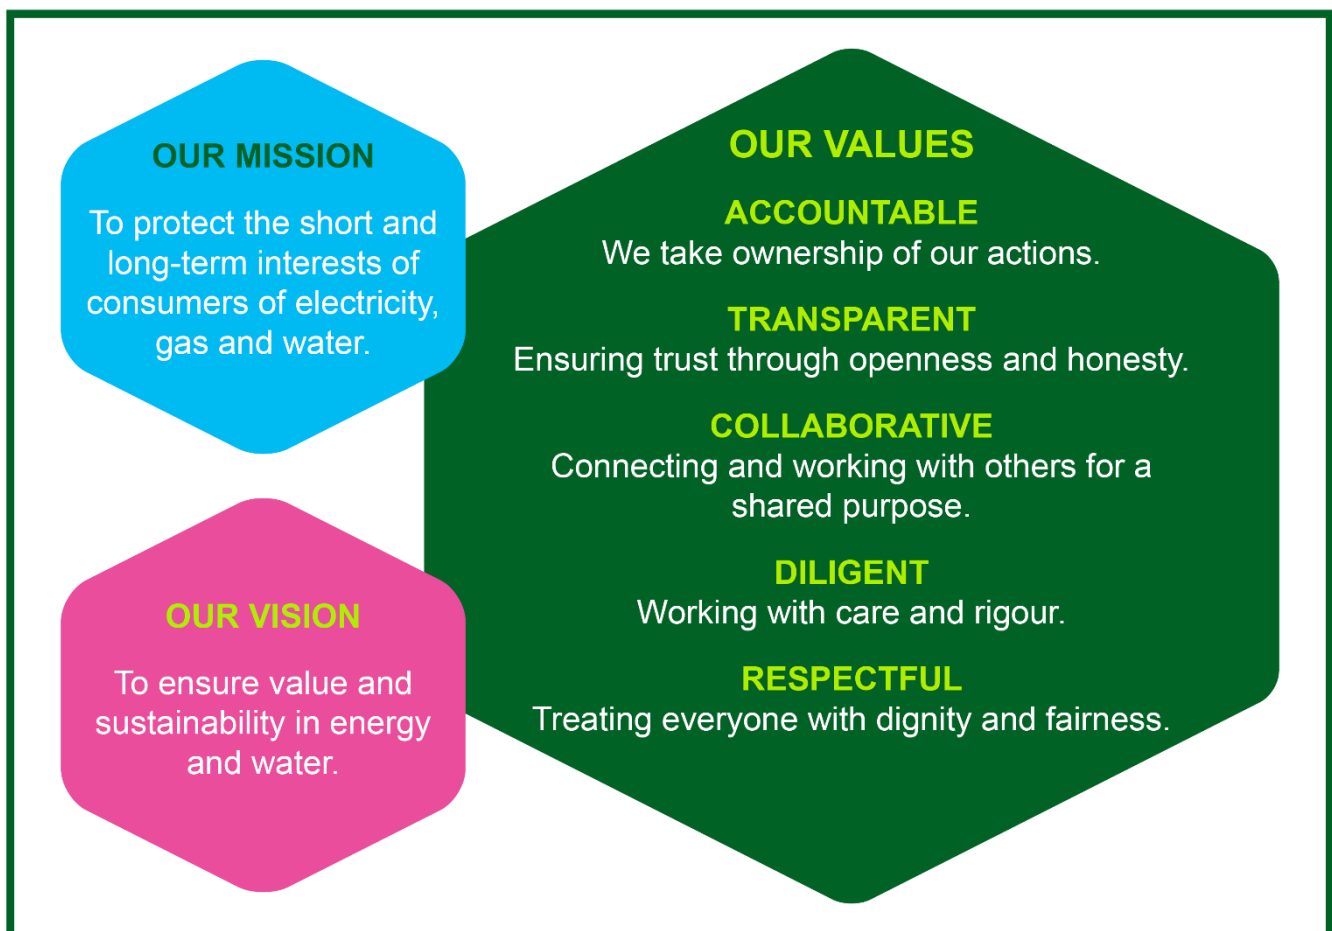 OUR MISSION
To protect the short and
long-term interests of
consumers of electricity,
gas and water.
OUR VISION
To ensure value and
sustainability in energy
and water.
OUR VALUES
ACCOUNTABLE
We take ownership of our actions.
TRANSPARENT
Ensuring trust through openness and honesty.
COLLABORATIVE
Connecting and working with others for a
shared purpose.
DILIGENT
Working with care and rigour.
RESPECTFUL
Treating everyone with dignity and fairness.